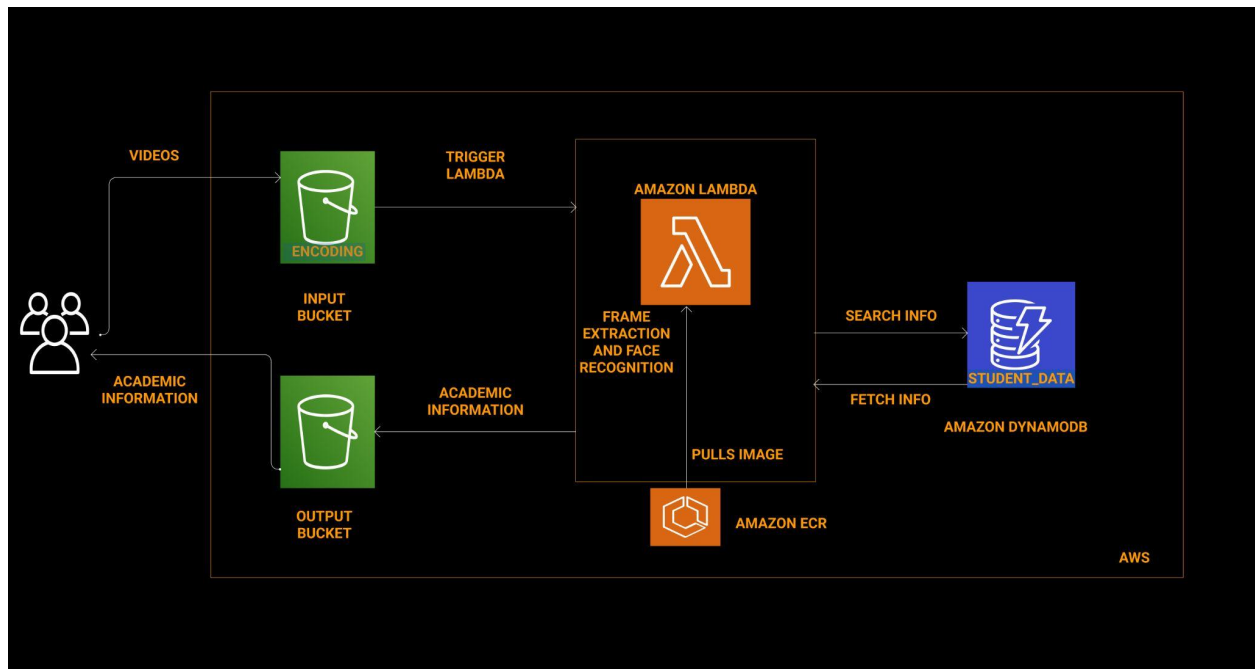 VIDEOS
TRIGGER
LAMBDA
ENCODING
INPUT
BUCKET
AMAZON LAMBDA
FRAME
EXTRACTION
AND FACE
RECOGNITION
SEARCH INFO
STUDENT_DATA
FETCH INFO
AMAZON DYNAMODB
ACADEMIC
INFORMATION
ACADEMIC
INFORMATION
PULLS IMAGE
OUTPUT
BUCKET
AMAZON ECR
AWS